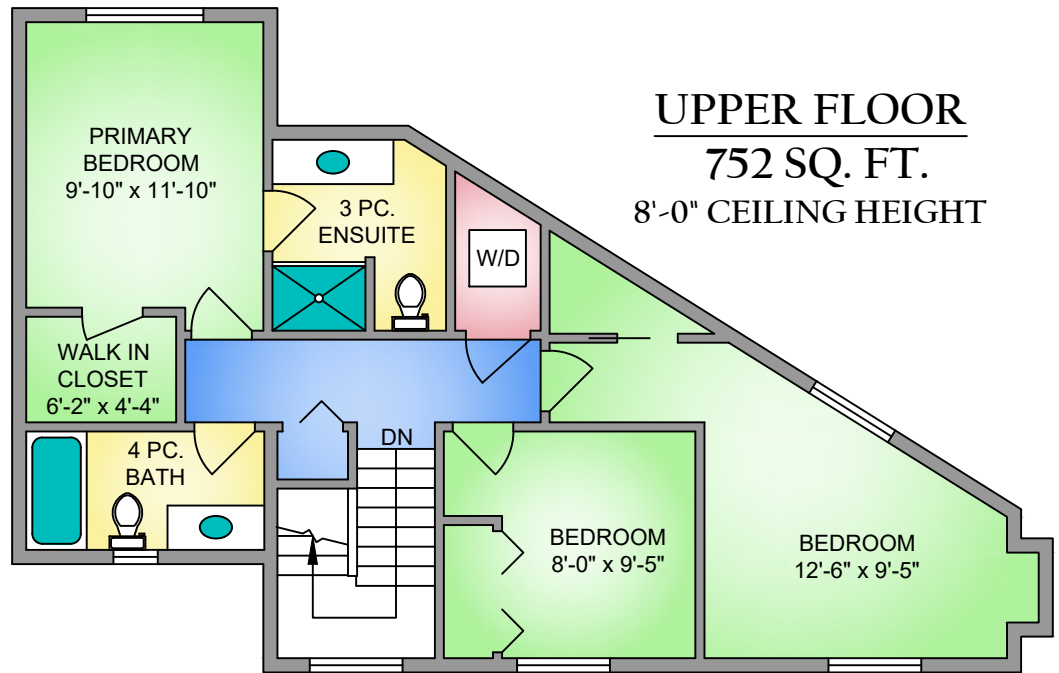 UPPER FLOOR
752 SQ. FT.
8'-0" CEILING HEIGHT
PRIMARY
BEDROOM
9'-10" x 11'-10"
3 PC.
ENSUITE
W/D
WALK IN
CLOSET
6'-2" x 4'-4"
4 PC.
BATH
DN
BEDROOM
8'-0" x 9'-5"
BEDROOM
12'-6" x 9'-5"